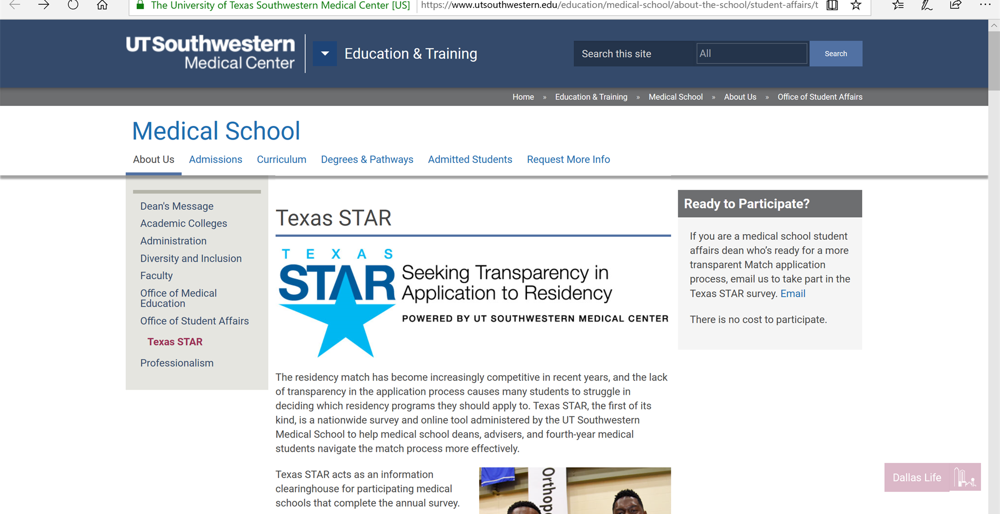 The University of Texas Southwestern Medical Center [US]
https://www.utsouthwestern.edu/education/medical-school/about-the-school/student-affairs/t
UTSouthwestern
Medical Center
Education & Training
Search this site
All
Search
Home » Education & Training » Medical School » About Us » Office of Student Affairs
Medical School
About Us Admissions Curriculum Degrees & Pathways Admitted Students Request More Info
Dean's Message
Academic Colleges
Administration
Diversity and Inclusion
Faculty
Office of Medical
Education
Office of Student Affairs
Texas STAR
Professionalism
Texas STAR
TEXAS
STAR
Seeking Transparency in
Application to Residency
POWERED BY UT SOUTHWESTERN MEDICAL CENTER
The residency match has become increasingly competitive in recent years, and the lack
of transparency in the application process causes many students to struggle in
deciding which residency programs they should apply to. Texas STAR, the first of its
kind, is a nationwide survey and online tool administered by the UT Southwestern
Medical School to help medical school deans, advisers, and fourth-year medical
students navigate the match process more effectively.
Texas STAR acts as an information
clearinghouse for participating medical
schools that complete the annual survey.
Orthop
Ready to Participate?
If you are a medical school student
affairs dean who’s ready for a more
transparent Match application
process, email us to take part in the
Texas STAR survey. Email
There is no cost to participate.
Dallas Life